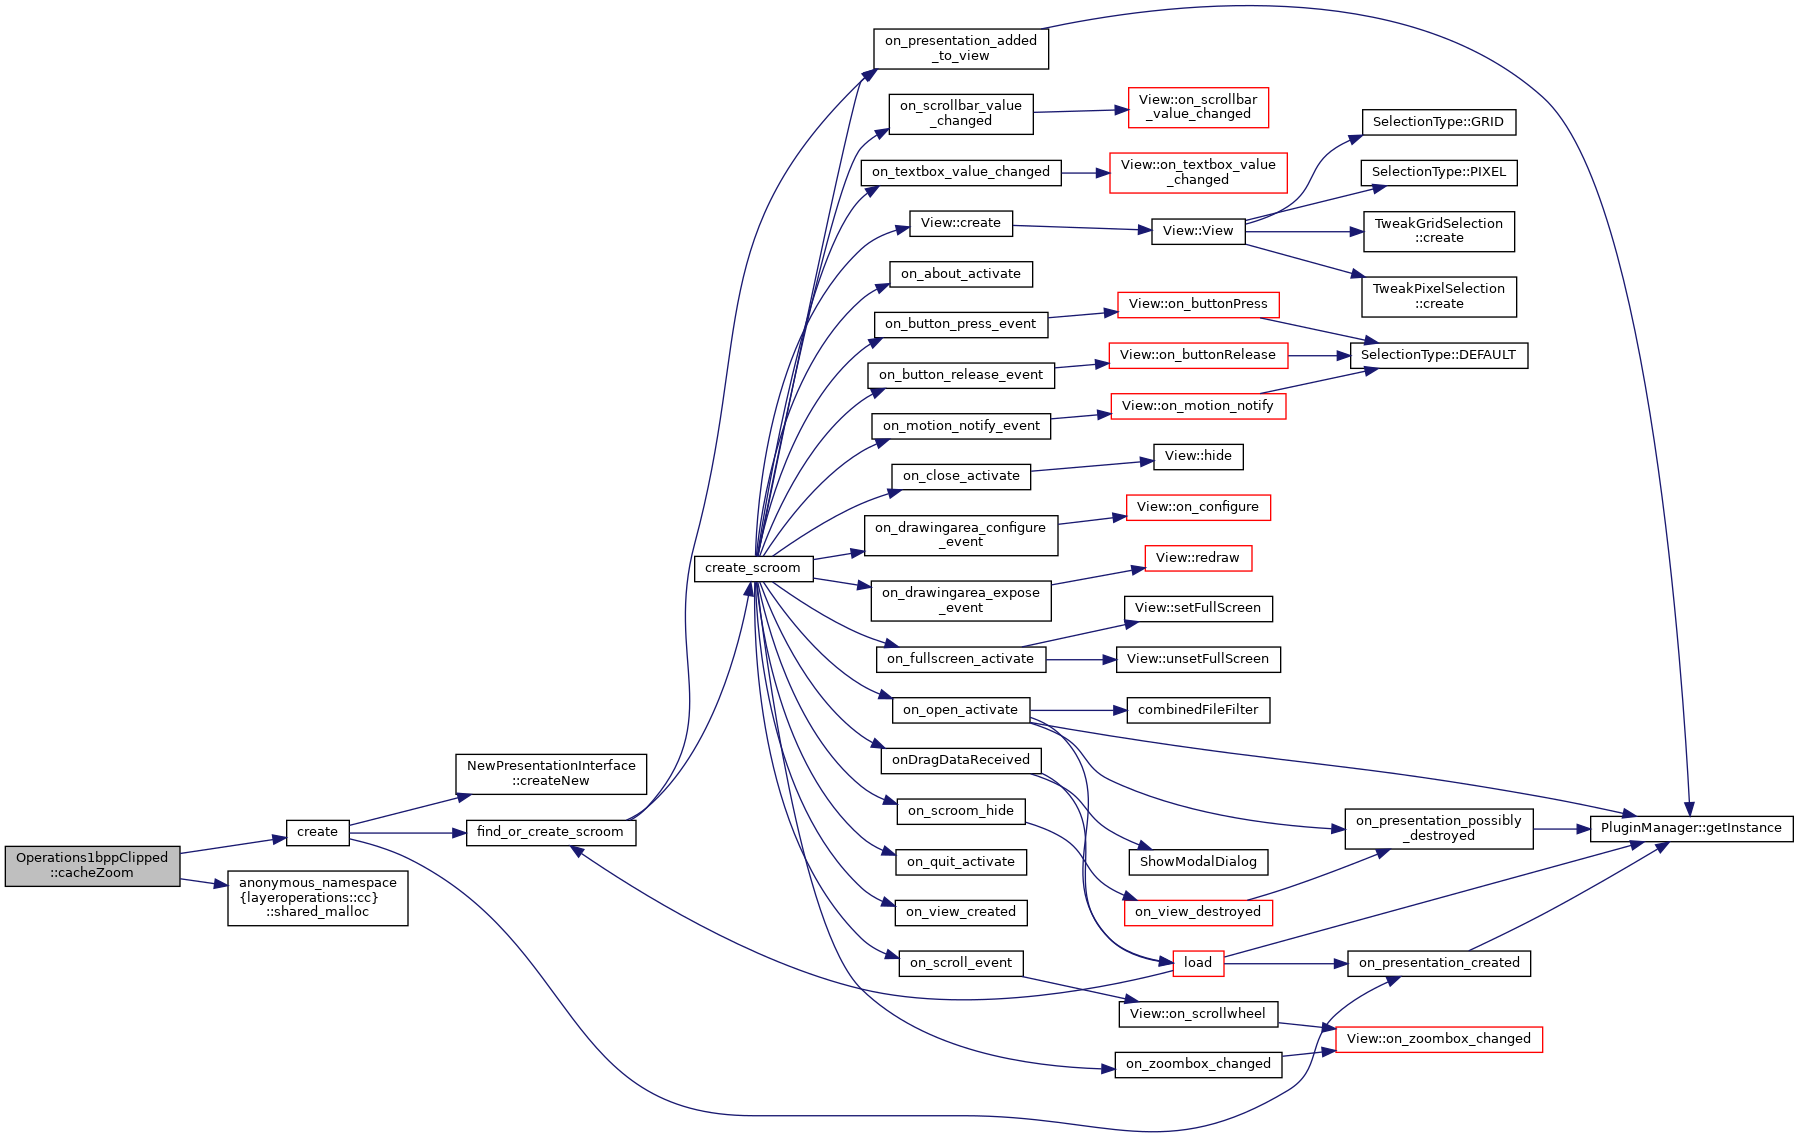 Operations1bppClipped
::cacheZoom
create
anonymous_namespace
{layeroperations::cc}
::shared_malloc
NewPresentationInterface
::createNew
find_or_create_scroom
create_scroom
on_presentation_added
_to_view
on_scrollbar_value
_changed
on_textbox_value_changed
View::create
on_about_activate
on_button_press_event
on_button_release_event
on_motion_notify_event
on_close_activate
on_drawingarea_configure
_event
on_drawingarea_expose
_event
on_fullscreen_activate
on_open_activate
onDragDataReceived
on_scroom_hide
on_quit_activate
on_view_created
on_scroll_event
on_zoombox_changed
View::on_scrollbar
_value_changed
View::on_textbox_value
_changed
View::View
View::on_buttonPress
View::on_buttonRelease
View::on_motion_notify
View::hide
View::on_configure
View::redraw
View::setFullScreen
View::unsetFullScreen
combinedFileFilter
ShowModalDialog
on_view_destroyed
load
View::on_scrollwheel
SelectionType::GRID
SelectionType::PIXEL
TweakGridSelection
::create
TweakPixelSelection
::create
SelectionType::DEFAULT
on_presentation_possibly
_destroyed
on_presentation_created
View::on_zoombox_changed
PluginManager::getInstance